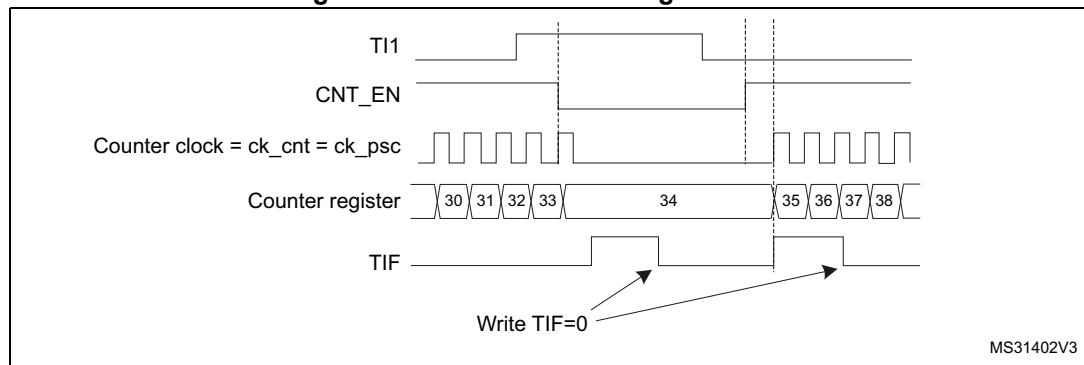 TI1
CNT_EN
Counter clock = ck_cnt = ck_psc
Counter register 30 31 32 33 34 35 36 37 38
TIF
Write TIF=0
MS31402V3